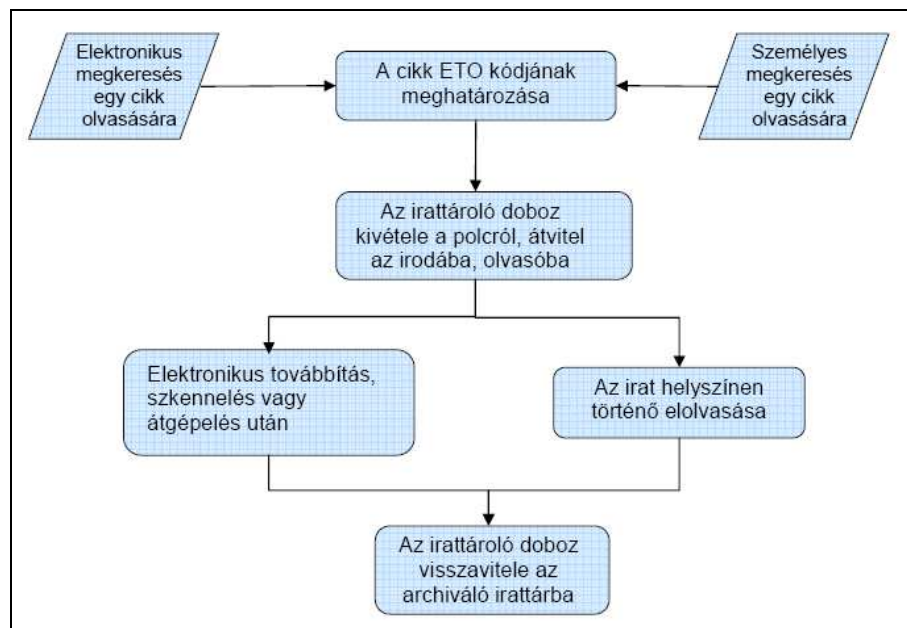 Elektronikus
megkeresés
egy cikk
olvasására
A cikk ETO kódjának
meghatározása
Személyes
megkeresés
egy cikk
olvasására
Az irattároló doboz
kivétele a polcról, átvitel
az irodába, olvasóba
Elektronikus továbbítás,
szkennelés vagy
átgépelés után
Az irat helyszínen
történő elolvasása
Az irattároló doboz
visszavitele az
archiváló irattárba